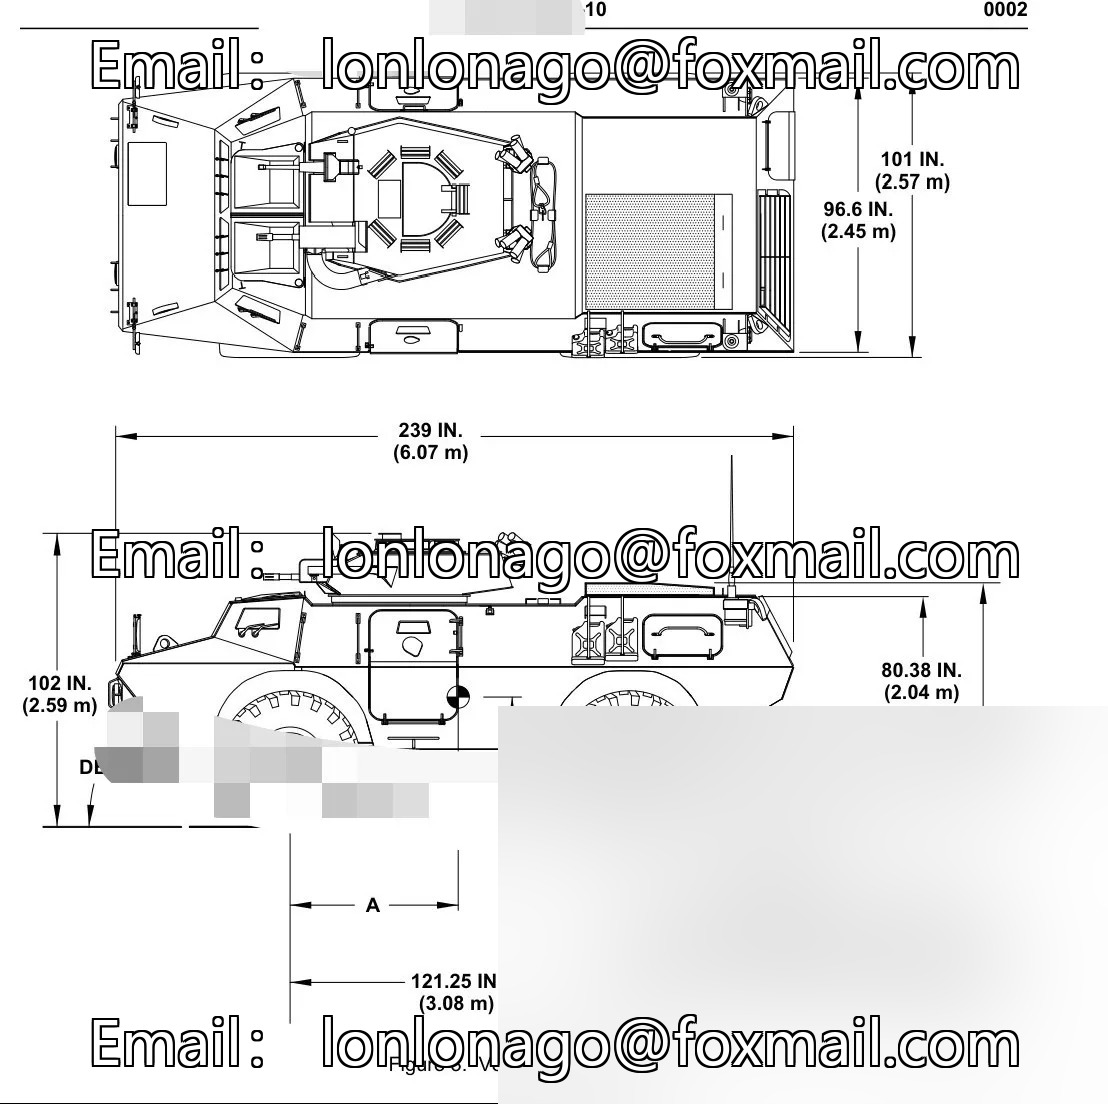 -10
0002
Email: lonlonago@foxmail.com
101 IN.
(2.57 m)
96.6 IN.
(2.45 m)
239 IN.
(6.07 m)
Email: lonlonago@foxmail.com
102 IN.
(2.59 m)
80.38 IN.
(2.04 m)
A
121.25 IN
(3.08 m)
Email: lonlonago@foxmail.com
Figure